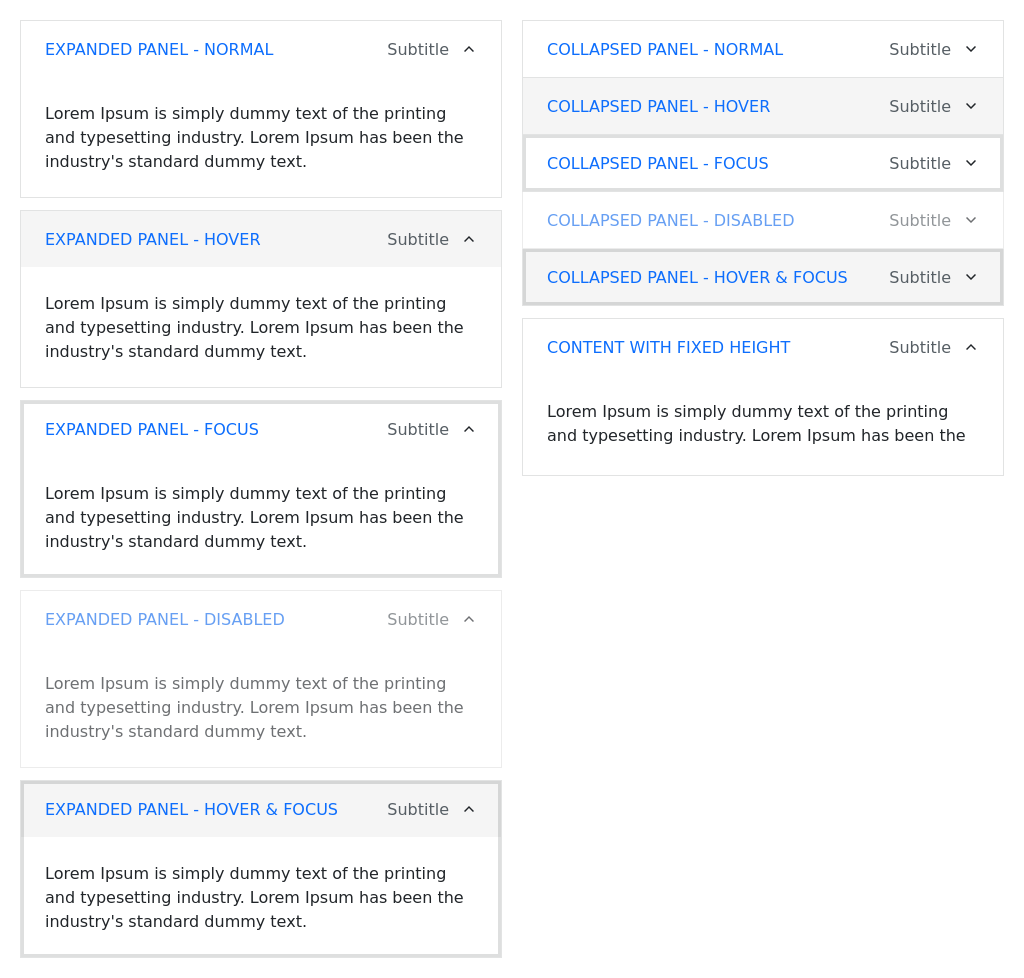 EXPANDED PANEL - NORMAL Subtitle
Lorem Ipsum is simply dummy text of the printing
and typesetting industry. Lorem Ipsum has been the
industry's standard dummy text.
EXPANDED PANEL - HOVER Subtitle
Lorem Ipsum is simply dummy text of the printing
and typesetting industry. Lorem Ipsum has been the
industry's standard dummy text.
EXPANDED PANEL - FOCUS Subtitle
Lorem Ipsum is simply dummy text of the printing
and typesetting industry. Lorem Ipsum has been the
industry's standard dummy text.
EXPANDED PANEL - DISABLED Subtitle
Lorem Ipsum is simply dummy text of the printing
and typesetting industry. Lorem Ipsum has been the
industry's standard dummy text.
EXPANDED PANEL - HOVER & FOCUS Subtitle
Lorem Ipsum is simply dummy text of the printing
and typesetting industry. Lorem Ipsum has been the
industry's standard dummy text.
COLLAPSED PANEL - NORMAL Subtitle
COLLAPSED PANEL - HOVER Subtitle
COLLAPSED PANEL - FOCUS Subtitle
COLLAPSED PANEL - DISABLED Subtitle
COLLAPSED PANEL - HOVER & FOCUS Subtitle
CONTENT WITH FIXED HEIGHT Subtitle
Lorem Ipsum is simply dummy text of the printing
and typesetting industry. Lorem Ipsum has been the